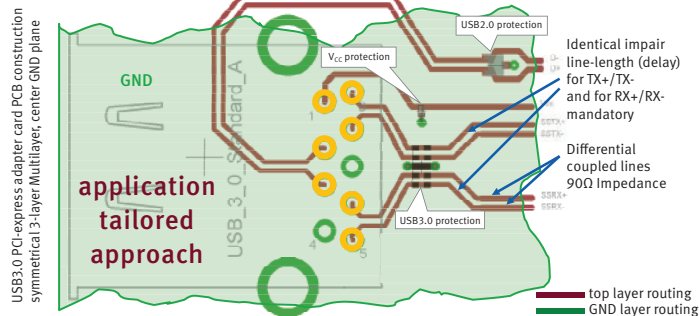 USB3.0 PCI-express adapter card PCB construction
symmetrical 3-layer Multilayer, center GND plane
GND
application
tailored
approach
USB_3_0_Standard_A
1
4
5
VCC protection
USB2.0 protection
USB3.0 protection
D-
D+
SSTX+
SSTX-
SSRX+
SSRX-
Identical impair
line-length (delay)
for TX+/TX-
and for RX+/RX-
mandatory
Differential
coupled lines
90Ω Impedance
top layer routing
GND layer routing